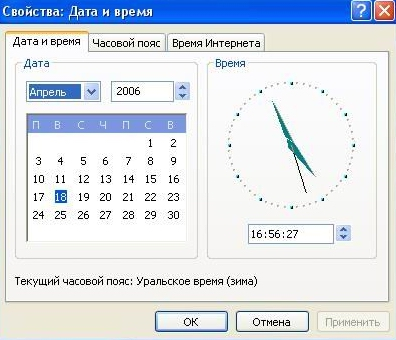 Свойства: Дата и время
Дата и время Часовой пояс Время Интернета
Дата
Апрель 2006
П В С Ч П С В
1 2
3 4 5 6 7 8 9
10 11 12 13 14 15 16
17 18 19 20 21 22 23
24 25 26 27 28 29 30
Время
16:56:27
Текущий часовой пояс: Уральское время (зима)
ОК Отмена Применить